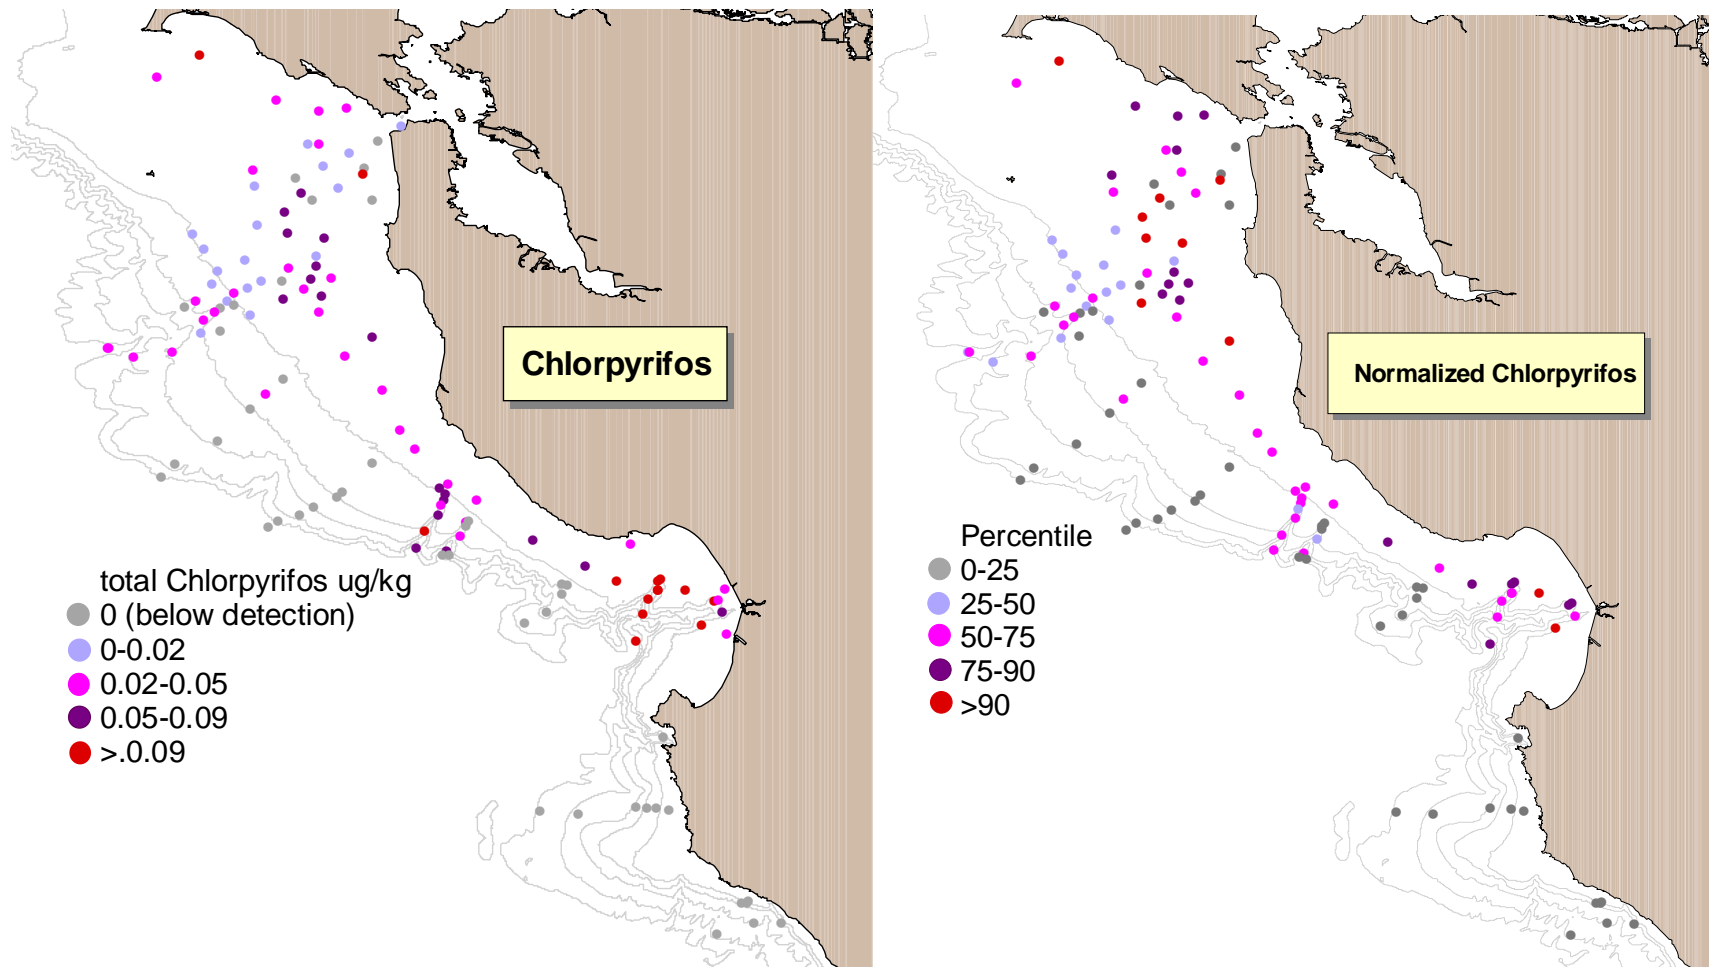 Chlorpyrifos
total Chlorpyrifos ug/kg
0 (below detection)
0-0.02
0.02-0.05
0.05-0.09
>.0.09
Normalized Chlorpyrifos
Percentile
0-25
25-50
50-75
75-90
>90